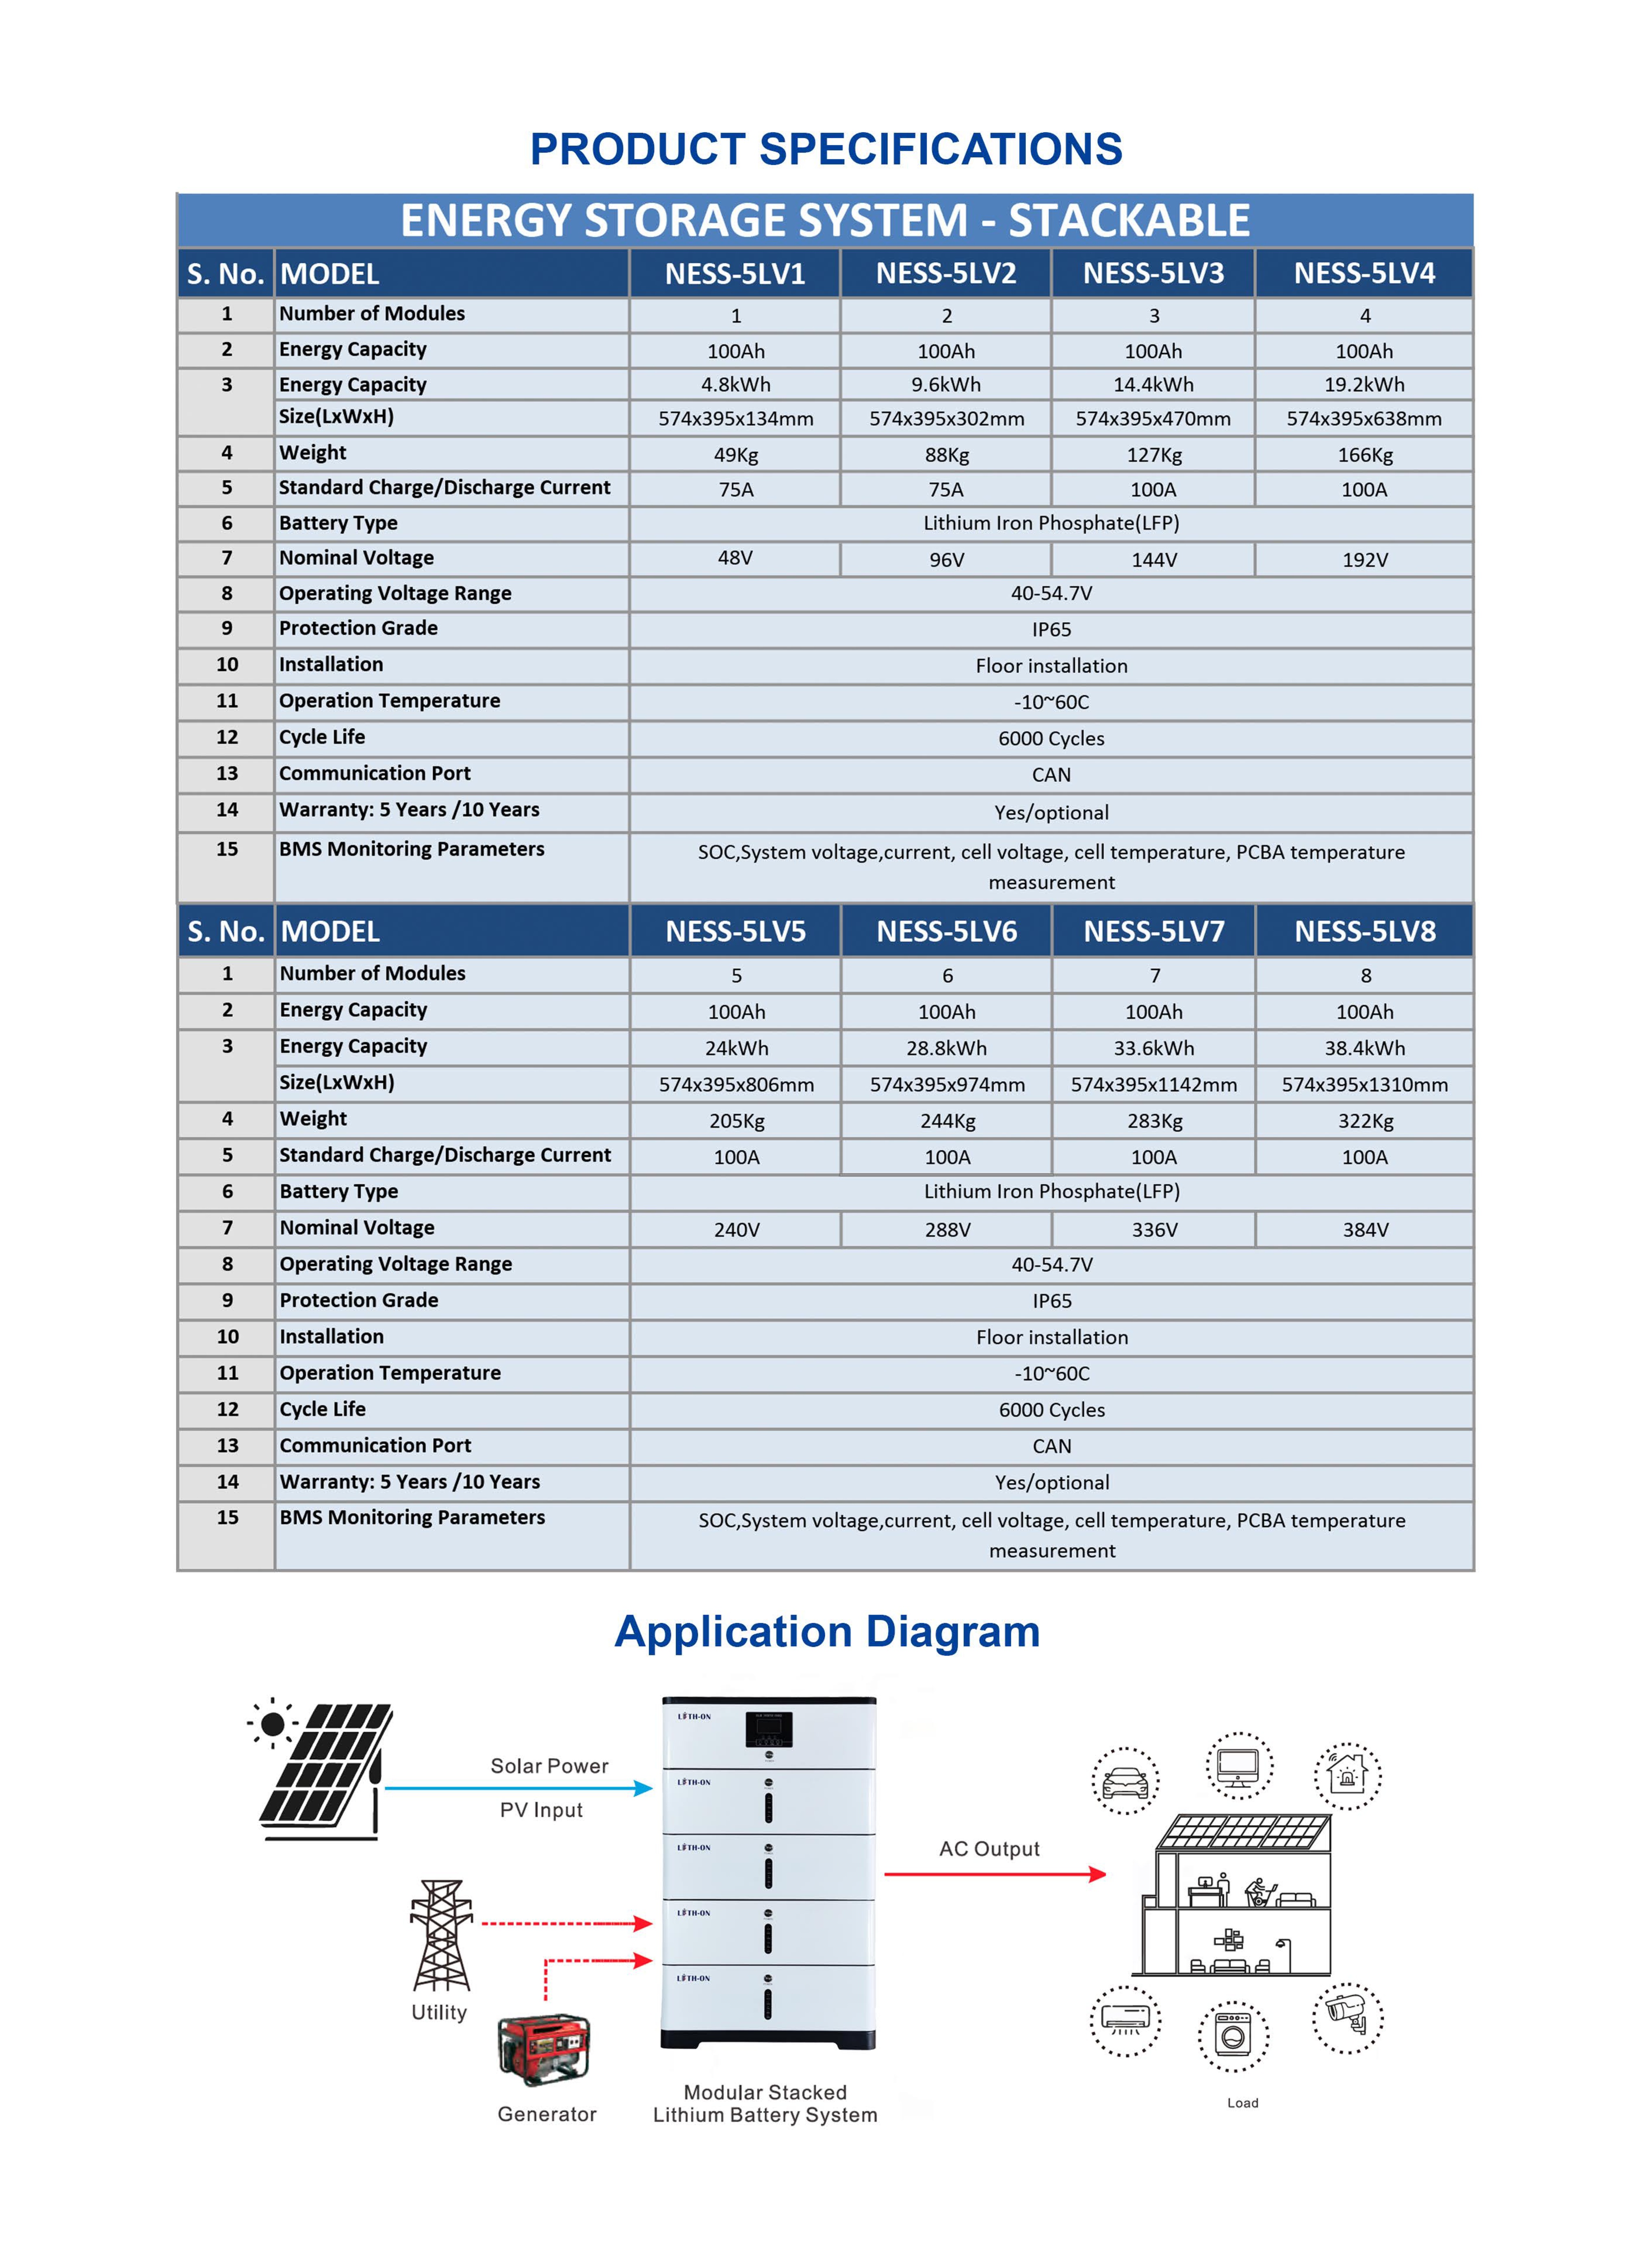 PRODUCT SPECIFICATIONS
ENERGY STORAGE SYSTEM - STACKABLE
S. No. MODEL NESS-5LV1 NESS-5LV2 NESS-5LV3 NESS-5LV4
1 Number of Modules 1 2 3 4
2 Energy Capacity 100Ah 100Ah 100Ah 100Ah
3 Energy Capacity 4.8kWh 9.6kWh 14.4kWh 19.2kWh
Size(LxWxH) 574x395x134mm 574x395x302mm 574x395x470mm 574x395x638mm
4 Weight 49Kg 88Kg 127Kg 166Kg
5 Standard Charge/Discharge Current 75A 75A 100A 100A
6 Battery Type Lithium Iron Phosphate(LFP)
7 Nominal Voltage 48V 96V 144V 192V
8 Operating Voltage Range 40-54.7V
9 Protection Grade IP65
10 Installation Floor installation
11 Operation Temperature -10~60C
12 Cycle Life 6000 Cycles
13 Communication Port CAN
14 Warranty: 5 Years /10 Years Yes/optional
15 BMS Monitoring Parameters SOC,System voltage,current, cell voltage, cell temperature, PCBA temperature
measurement
S. No. MODEL NESS-5LV5 NESS-5LV6 NESS-5LV7 NESS-5LV8
1 Number of Modules 5 6 7 8
2 Energy Capacity 100Ah 100Ah 100Ah 100Ah
3 Energy Capacity 24kWh 28.8kWh 33.6kWh 38.4kWh
Size(LxWxH) 574x395x806mm 574x395x974mm 574x395x1142mm 574x395x1310mm
4 Weight 205Kg 244Kg 283Kg 322Kg
5 Standard Charge/Discharge Current 100A 100A 100A 100A
6 Battery Type Lithium Iron Phosphate(LFP)
7 Nominal Voltage 240V 288V 336V 384V
8 Operating Voltage Range 40-54.7V
9 Protection Grade IP65
10 Installation Floor installation
11 Operation Temperature -10~60C
12 Cycle Life 6000 Cycles
13 Communication Port CAN
14 Warranty: 5 Years /10 Years Yes/optional
15 BMS Monitoring Parameters SOC,System voltage,current, cell voltage, cell temperature, PCBA temperature
measurement
Application Diagram
LITH-ON
Solar Power
PV Input
LITH-ON
LITH-ON
AC Output
LITH-ON
LITH-ON
Utility
Generator
Modular Stacked
Lithium Battery System
Load